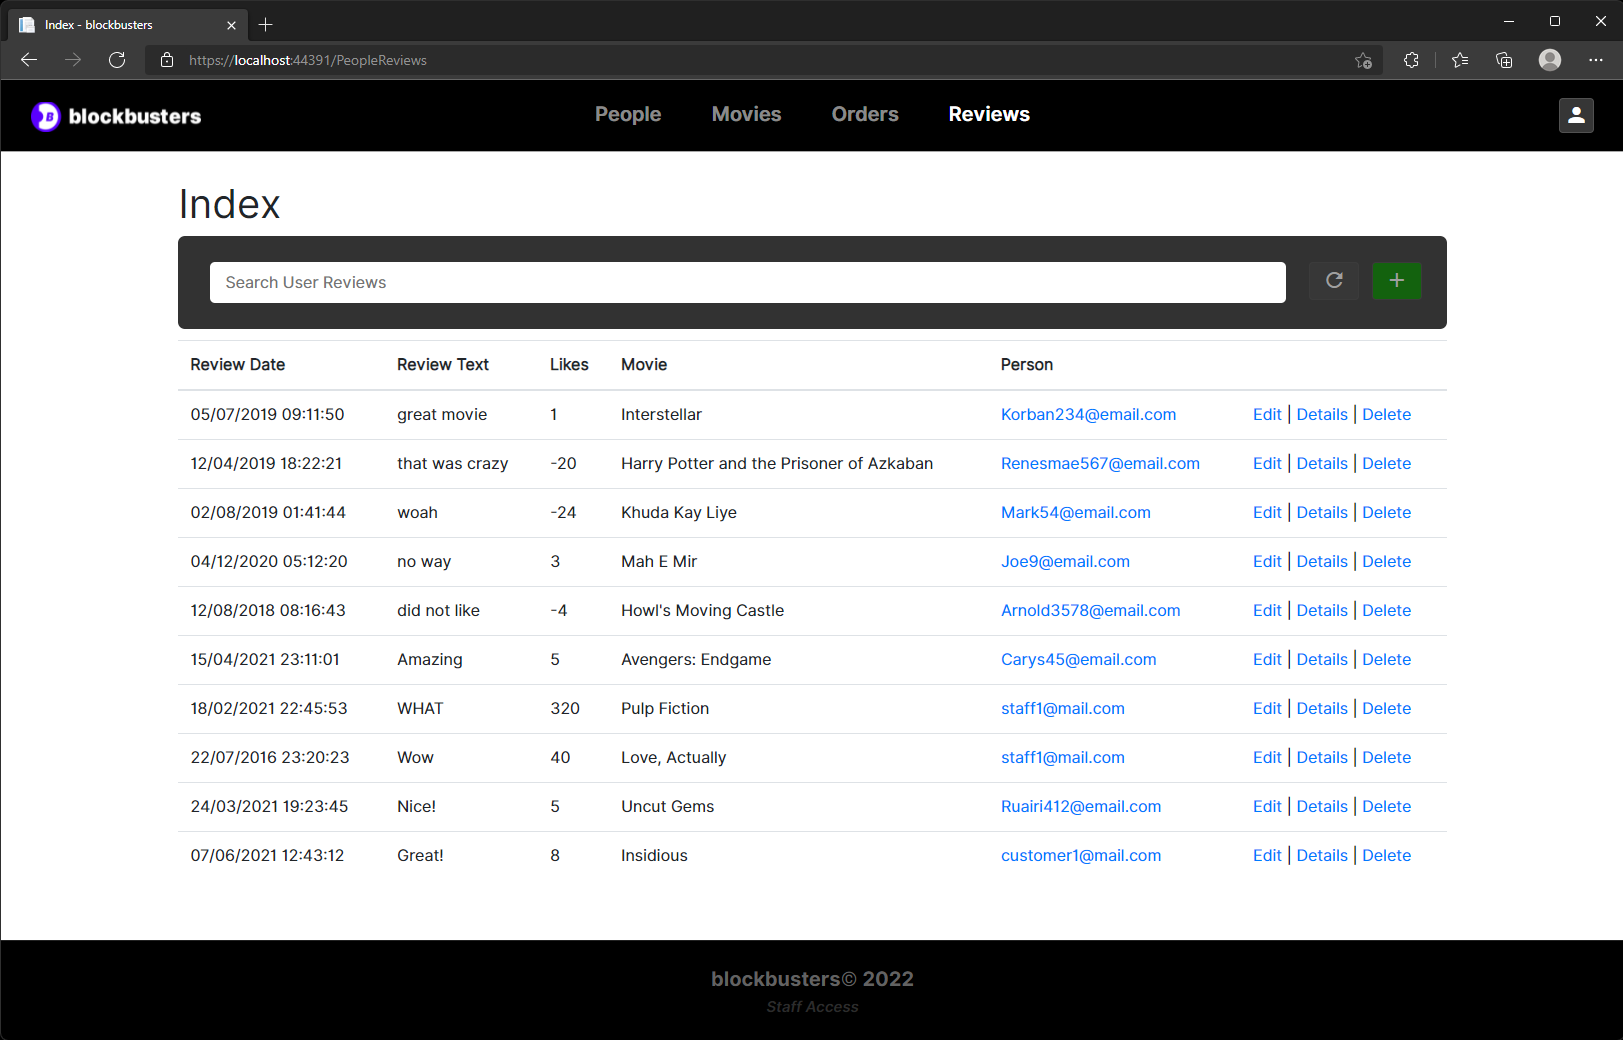 Index - blockbusters
https://localhost:44391/PeopleReviews
B blockbusters People Movies Orders Reviews
Index
Search User Reviews
Review Date Review Text Likes Movie Person
05/07/2019 09:11:50 great movie 1 Interstellar Korban234@email.com Edit | Details | Delete
12/04/2019 18:22:21 that was crazy -20 Harry Potter and the Prisoner of Azkaban Renesmae567@email.com Edit | Details | Delete
02/08/2019 01:41:44 woah -24 Khuda Kay Liye Mark54@email.com Edit | Details | Delete
04/12/2020 05:12:20 no way 3 Mah E Mir Joe9@email.com Edit | Details | Delete
12/08/2018 08:16:43 did not like -4 Howl's Moving Castle Arnold3578@email.com Edit | Details | Delete
15/04/2021 23:11:01 Amazing 5 Avengers: Endgame Carys45@email.com Edit | Details | Delete
18/02/2021 22:45:53 WHAT 320 Pulp Fiction staff1@mail.com Edit | Details | Delete
22/07/2016 23:20:23 Wow 40 Love, Actually staff1@mail.com Edit | Details | Delete
24/03/2021 19:23:45 Nice! 5 Uncut Gems Ruairi412@email.com Edit | Details | Delete
07/06/2021 12:43:12 Great! 8 Insidious customer1@mail.com Edit | Details | Delete
blockbusters© 2022
Staff Access